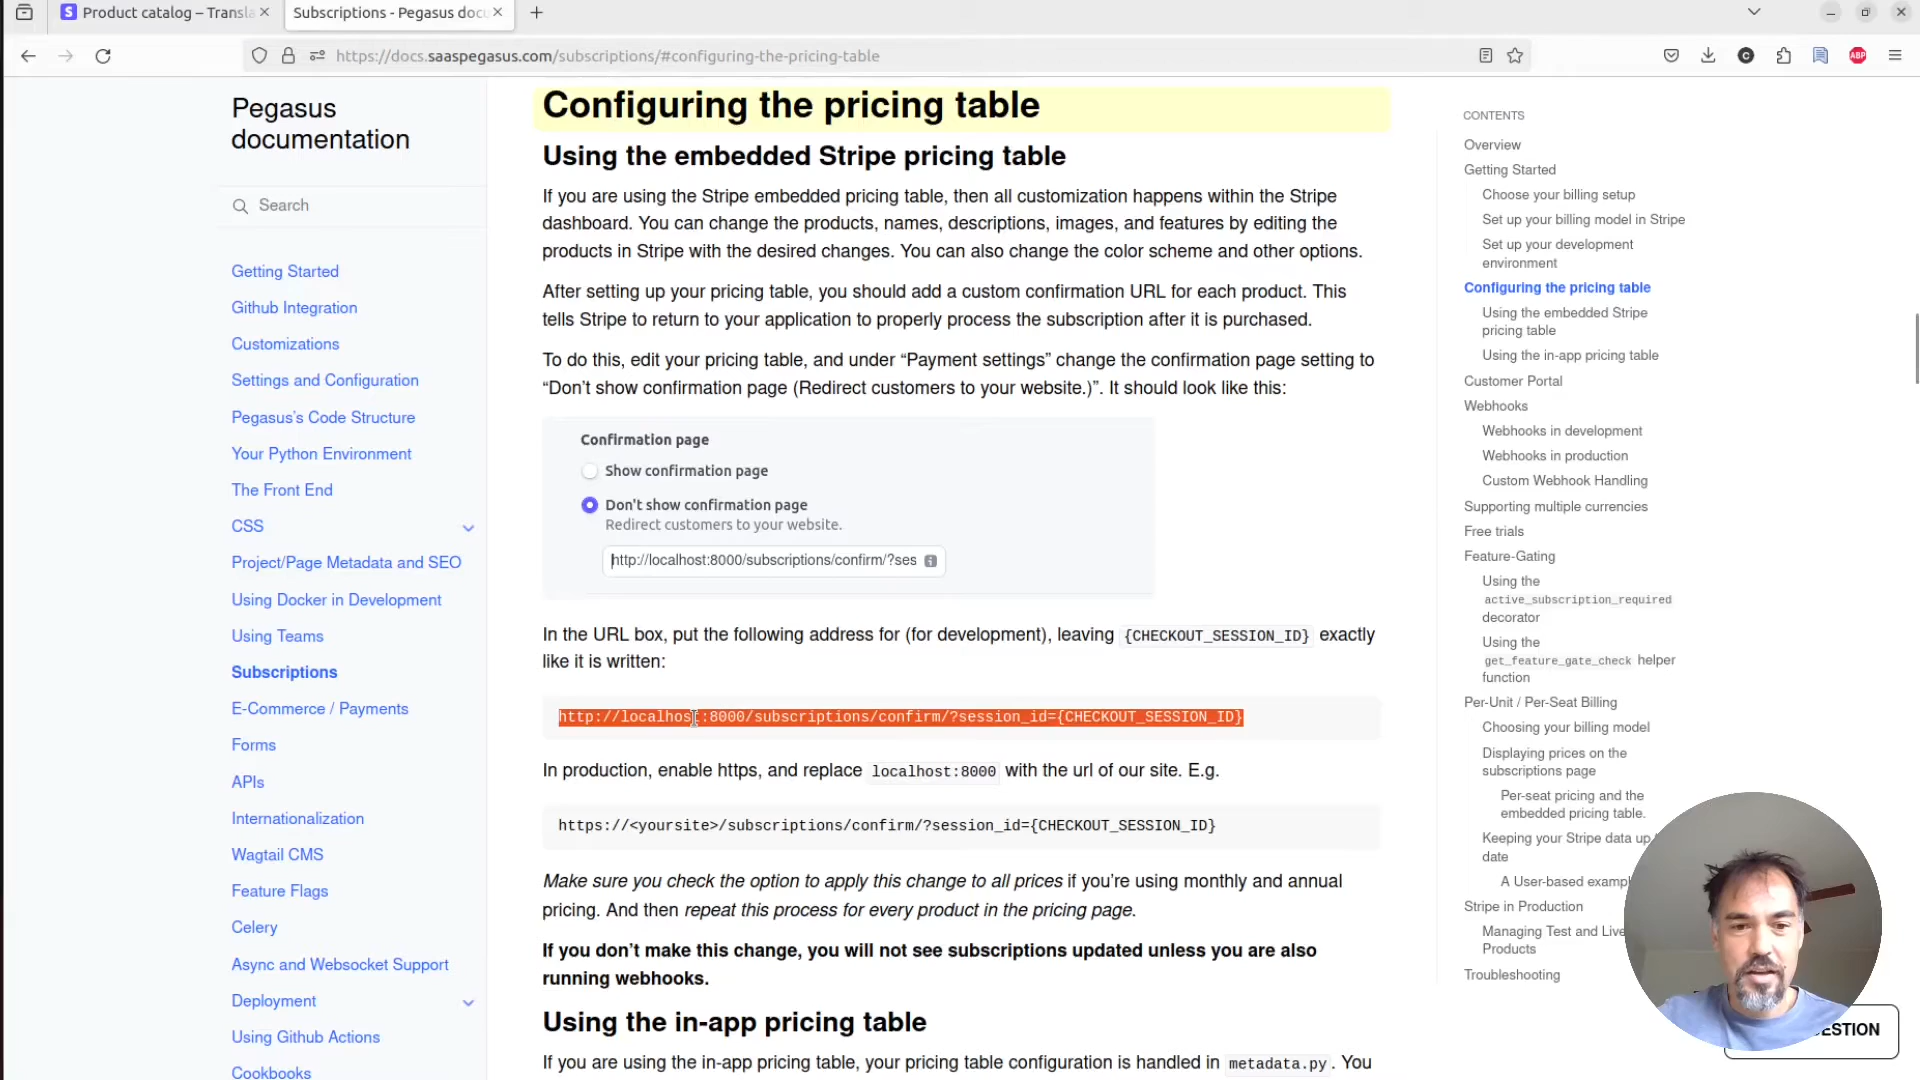 Product catalog – Transla
Subscriptions - Pegasus docu
https://docs.saaspegasus.com/subscriptions/#configuring-the-pricing-table
ABP
Pegasus
documentation
Search
Getting Started
Github Integration
Customizations
Settings and Configuration
Pegasus's Code Structure
Your Python Environment
The Front End
CSS
Project/Page Metadata and SEO
Using Docker in Development
Using Teams
Subscriptions
E-Commerce / Payments
Forms
APIs
Internationalization
Wagtail CMS
Feature Flags
Celery
Async and Websocket Support
Deployment
Using Github Actions
Cookbooks
Configuring the pricing table
Using the embedded Stripe pricing table
If you are using the Stripe embedded pricing table, then all customization happens within the Stripe
dashboard. You can change the products, names, descriptions, images, and features by editing the
products in Stripe with the desired changes. You can also change the color scheme and other options.
After setting up your pricing table, you should add a custom confirmation URL for each product. This
tells Stripe to return to your application to properly process the subscription after it is purchased.
To do this, edit your pricing table, and under “Payment settings” change the confirmation page setting to
“Don’t show confirmation page (Redirect customers to your website.)”. It should look like this:
Confirmation page
Show confirmation page
Don't show confirmation page
Redirect customers to your website.
http://localhost:8000/subscriptions/confirm/?ses
In the URL box, put the following address for (for development), leaving {CHECKOUT_SESSION_ID} exactly
like it is written:
http://localhost:8000/subscriptions/confirm/?session_id={CHECKOUT_SESSION_ID}
In production, enable https, and replace localhost:8000 with the url of our site. E.g.
https://<yoursite>/subscriptions/confirm/?session_id={CHECKOUT_SESSION_ID}
Make sure you check the option to apply this change to all prices if you’re using monthly and annual
pricing. And then repeat this process for every product in the pricing page.
If you don’t make this change, you will not see subscriptions updated unless you are also
running webhooks.
Using the in-app pricing table
If you are using the in-app pricing table, your pricing table configuration is handled in metadata.py. You
CONTENTS
Overview
Getting Started
Choose your billing setup
Set up your billing model in Stripe
Set up your development
environment
Configuring the pricing table
Using the embedded Stripe
pricing table
Using the in-app pricing table
Customer Portal
Webhooks
Webhooks in development
Webhooks in production
Custom Webhook Handling
Supporting multiple currencies
Free trials
Feature-Gating
Using the
active_subscription_required
decorator
Using the
get_feature_gate_check helper
function
Per-Unit / Per-Seat Billing
Choosing your billing model
Displaying prices on the
subscriptions page
Per-seat pricing and the
embedded pricing table.
Keeping your Stripe data up
date
A User-based exampl
Stripe in Production
Managing Test and Live
Products
Troubleshooting
ESTION